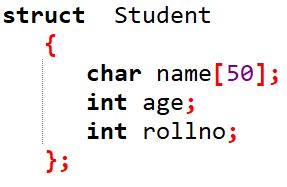 struct  Student
{
char name[50];
int age;
int rollno;
};